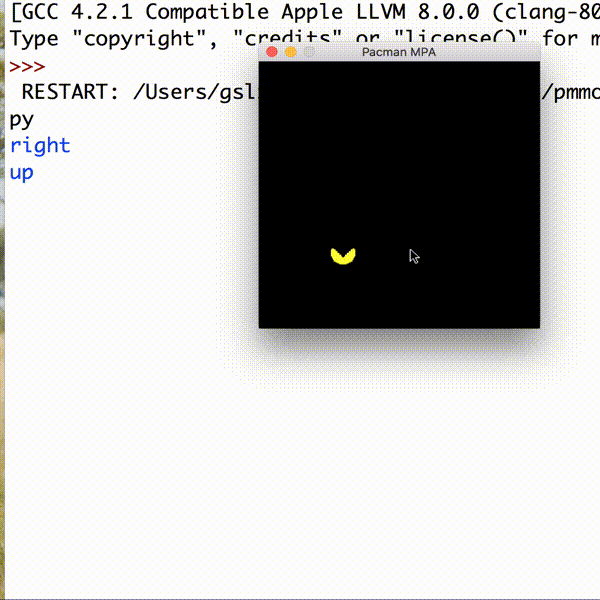 [GCC 4.2.1 Compatible Apple LLVM 8.0.0 (clang-80
Type "copyright", "credits" or "license()" for m
Pacman MPA
>>>
RESTART: /Users/gsl /pmmo
py
right
up